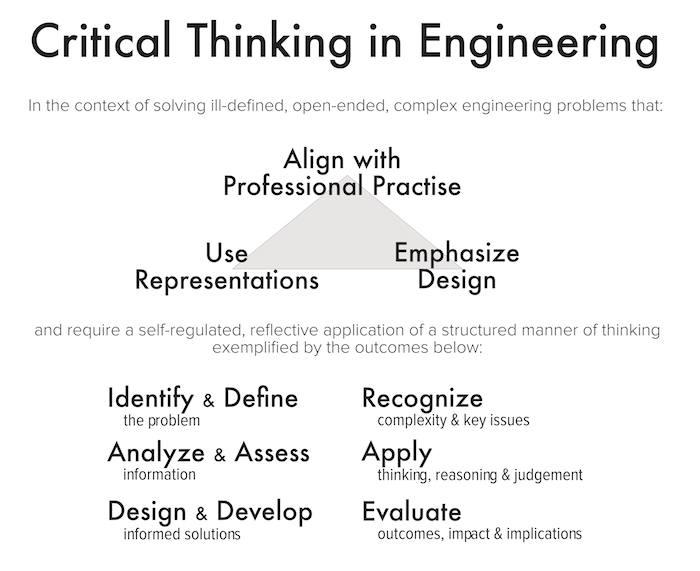 Critical Thinking in Engineering
In the context of solving ill-defined, open-ended, complex engineering problems that:
Align with
Professional Practise
Use
Representations
Emphasize
Design
and require a self-regulated, reflective application of a structured manner of thinking
exemplified by the outcomes below:
Identify & Define
the problem
Analyze & Assess
information
Design & Develop
informed solutions
Recognize
complexity & key issues
Apply
thinking, reasoning & judgement
Evaluate
outcomes, impact & implications